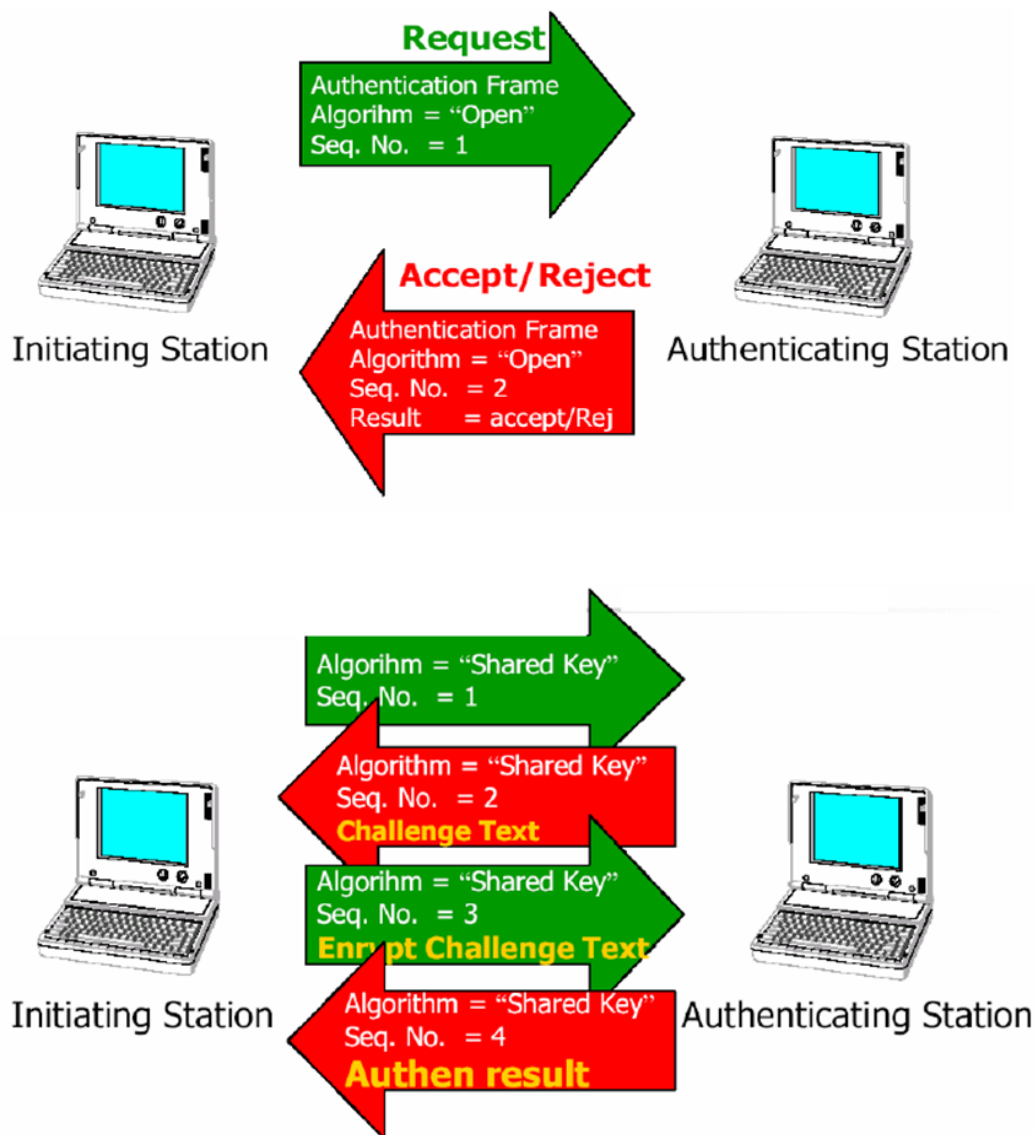 Request
Authentication Frame
Algorihm = “Open”
Seq. No. = 1
Accept/Reject
Authentication Frame
Algorithm = “Open”
Seq. No. = 2
Result = accept/Rej
Initiating Station
Authenticating Station
Algorihm = “Shared Key”
Seq. No. = 1
Algorithm = “Shared Key”
Seq. No. = 2
Challenge Text
Algorihm = “Shared Key”
Seq. No. = 3
Enrypt Challenge Text
Algorithm = “Shared Key”
Seq. No. = 4
Authen result
Initiating Station
Authenticating Station